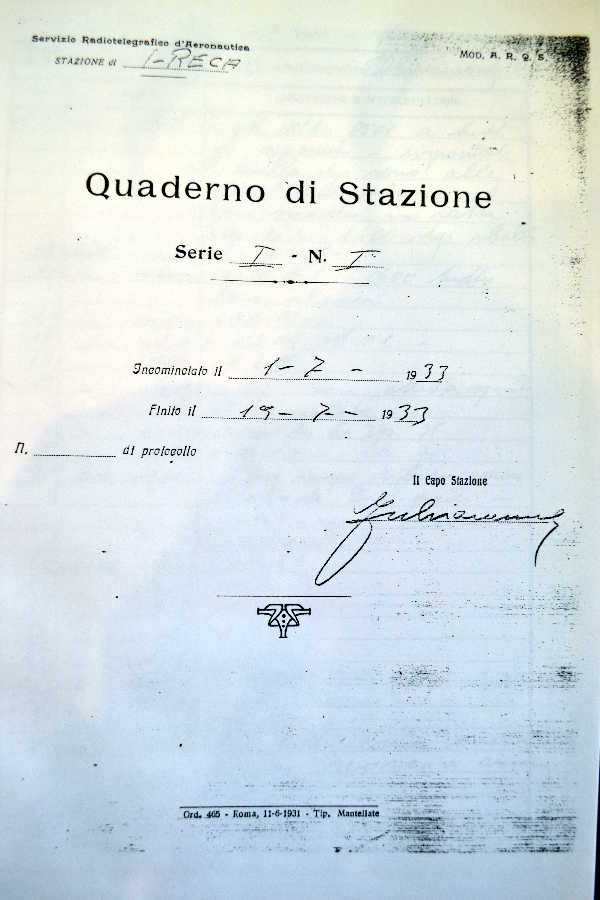 Servizio Radiotelegrafico d'Aeronautica
STAZIONE di I-RECA
MOD. A. R. Q. S.
Quaderno di Stazione
Serie I - N. I
Incominciato il 1-7- 1933
Finito il 19-7- 1933
N. di protocollo
Il Capo Stazione
Ord. 465 - Roma, 11-6-1931 - Tip. Mantellate